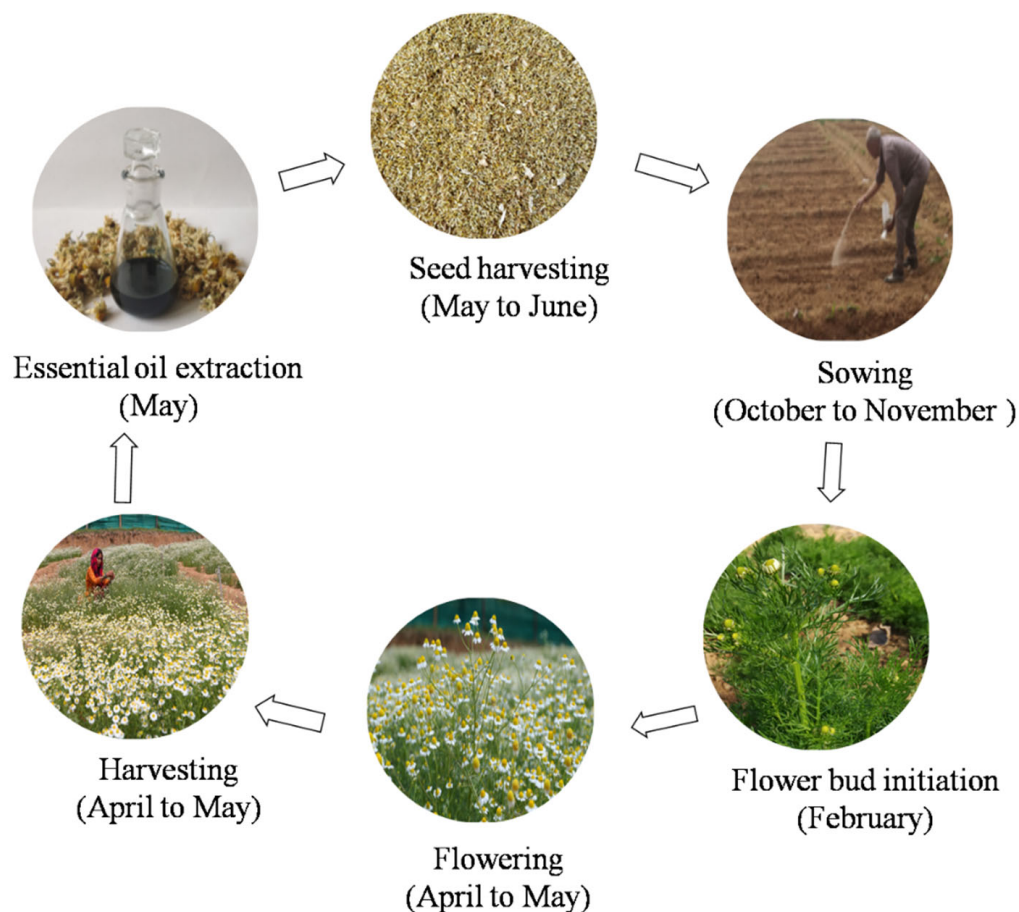 Seed harvesting
(May to June)
Essential oil extraction
(May)
Sowing
(October to November )
Harvesting
(April to May)
Flower bud initiation
(February)
Flowering
(April to May)